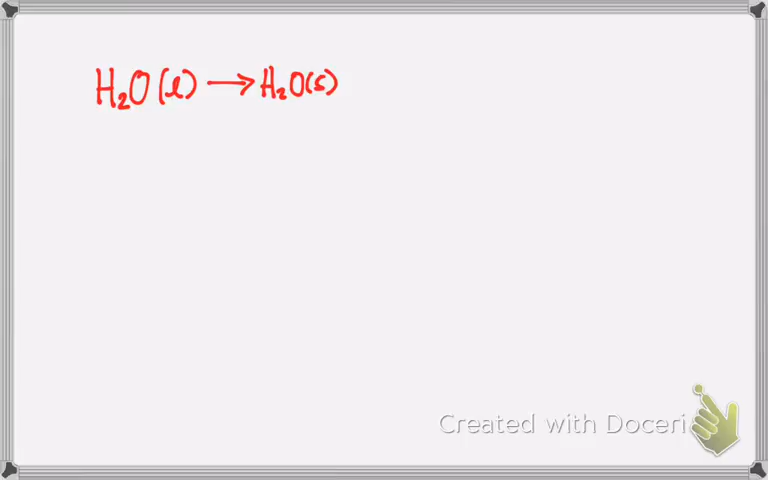 H₂O(l) → H₂O(s)
Created with Doceri